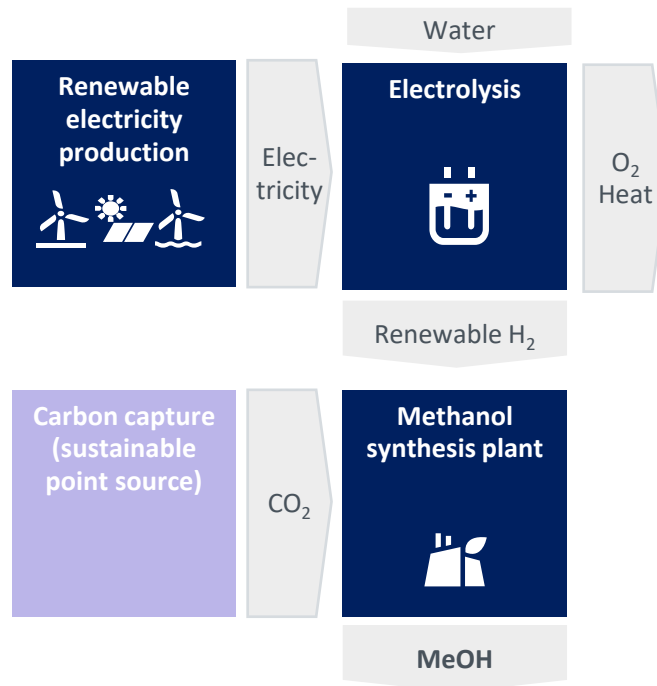 Water
Renewable
electricity
production
Elec-
tricity
Electrolysis
- +
O₂
Heat
Renewable H₂
Carbon capture
(sustainable
point source)
CO₂
Methanol
synthesis plant
MeOH